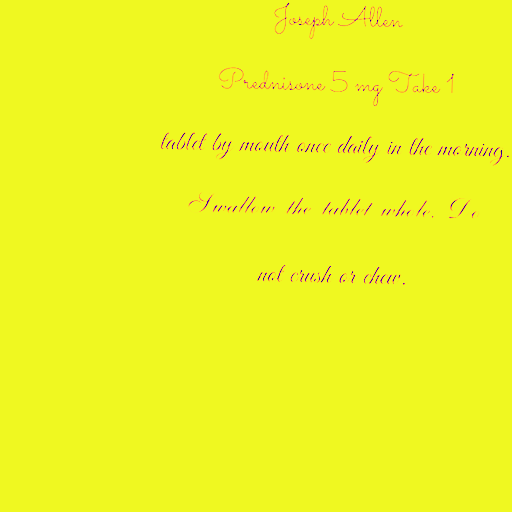 Joseph Allen
Prednisone 5 mg Take 1
tablet by mouth once daily in the morning.
Swallow the tablet whole. Do
not crush or chew.